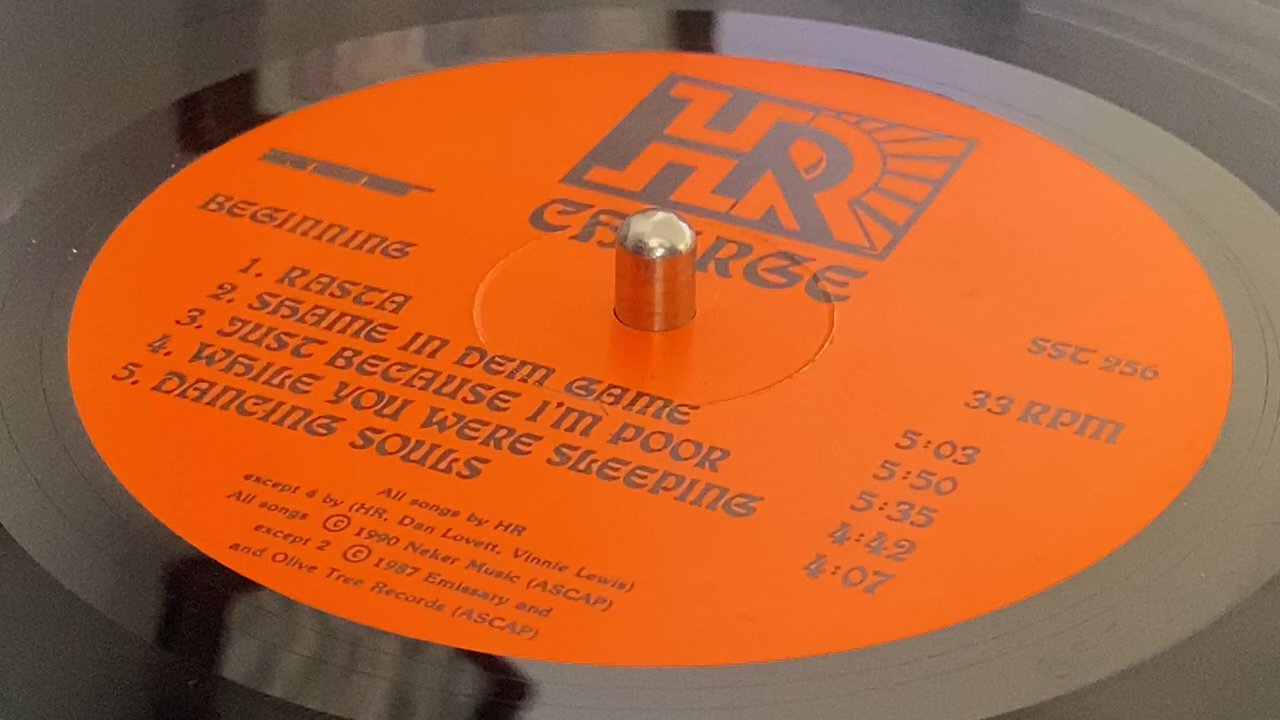 HR
CHARGE
BEGINNING
SST 256
33 RPM
1. RASTA 5:03
2. SHAME IN DEM GAME 5:50
3. JUST BECAUSE I'M POOR 5:35
4. WHILE YOU WERE SLEEPING 4:42
5. DANCING SOULS 4:07
All songs by HR
except 4 by (HR, Dan Lovett, Vinnie Lewis)
All songs © 1990 Neker Music (ASCAP)
except 2 © 1987 Emissary and
and Olive Tree Records (ASCAP)